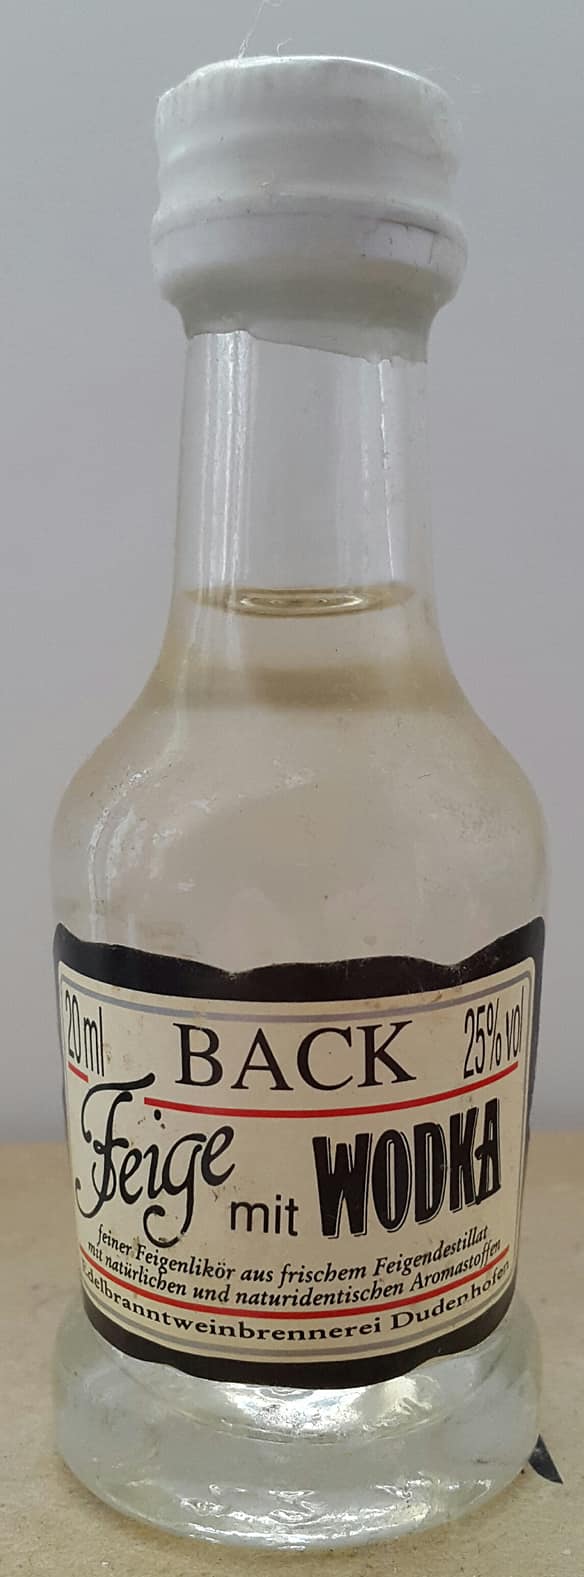 20 ml
BACK
25% vol
Feige
mit WODKA
feiner Feigenlikör aus frischem Feigendestillat
mit natürlichen und naturidentischen Aromastoffen
Edelbranntweinbrennerei Dudenhofen